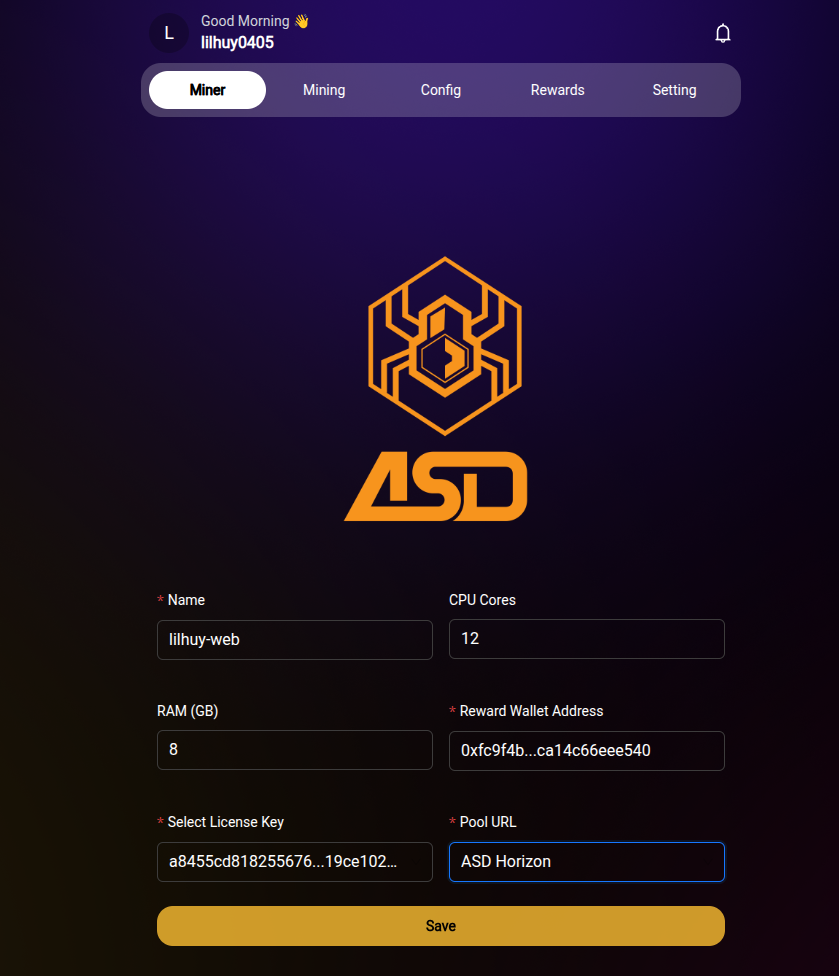 L
Good Morning 👋
lilhuy0405
Miner
Mining
Config
Rewards
Setting
ASD
* Name
CPU Cores
lilhuy-web
12
RAM (GB)
* Reward Wallet Address
8
0xfc9f4b...ca14c66eee540
* Select License Key
* Pool URL
a8455cd818255676...19ce102...
ASD Horizon
Save